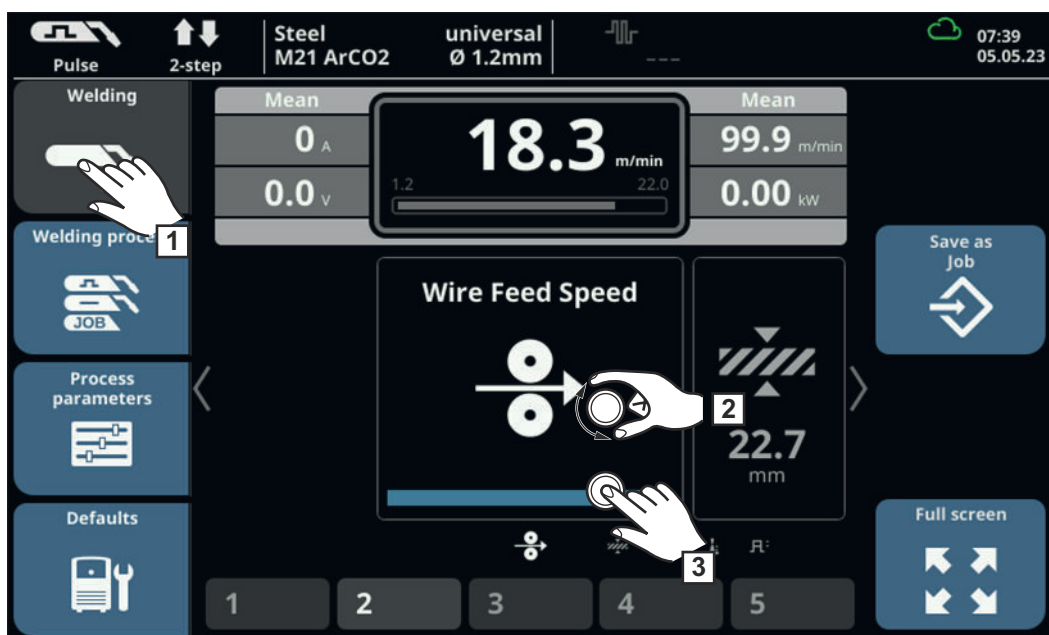 Pulse
2-step
Steel
M21 ArCO2
universal
Ø 1.2mm
---
07:39
05.05.23
Welding
1
Welding proce
JOB
Process
parameters
Defaults
Mean
0 A
0.0 V
18.3 m/min
1.2
22.0
Mean
99.9 m/min
0.00 kW
Wire Feed Speed
2
3
22.7
mm
Save as
Job
Full screen
1
2
3
4
5